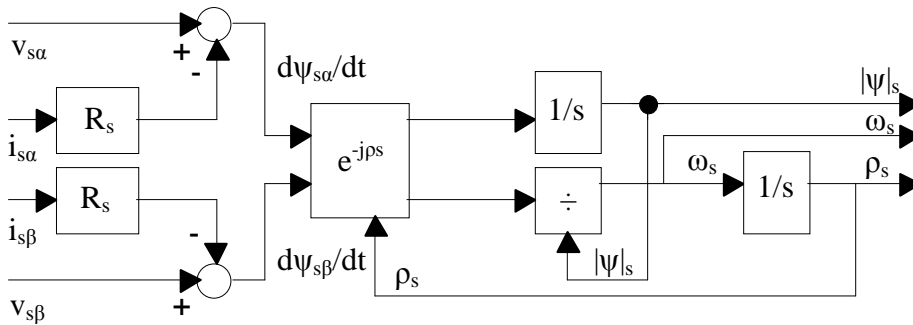 v_sα
+
-
dψ_sα/dt
i_sα
R_s
e^-jρs
1/s
|ψ|_s
ω_s
i_sβ
R_s
÷
ω_s
1/s
ρ_s
-
|ψ|_s
v_sβ
+
dψ_sβ/dt
ρ_s